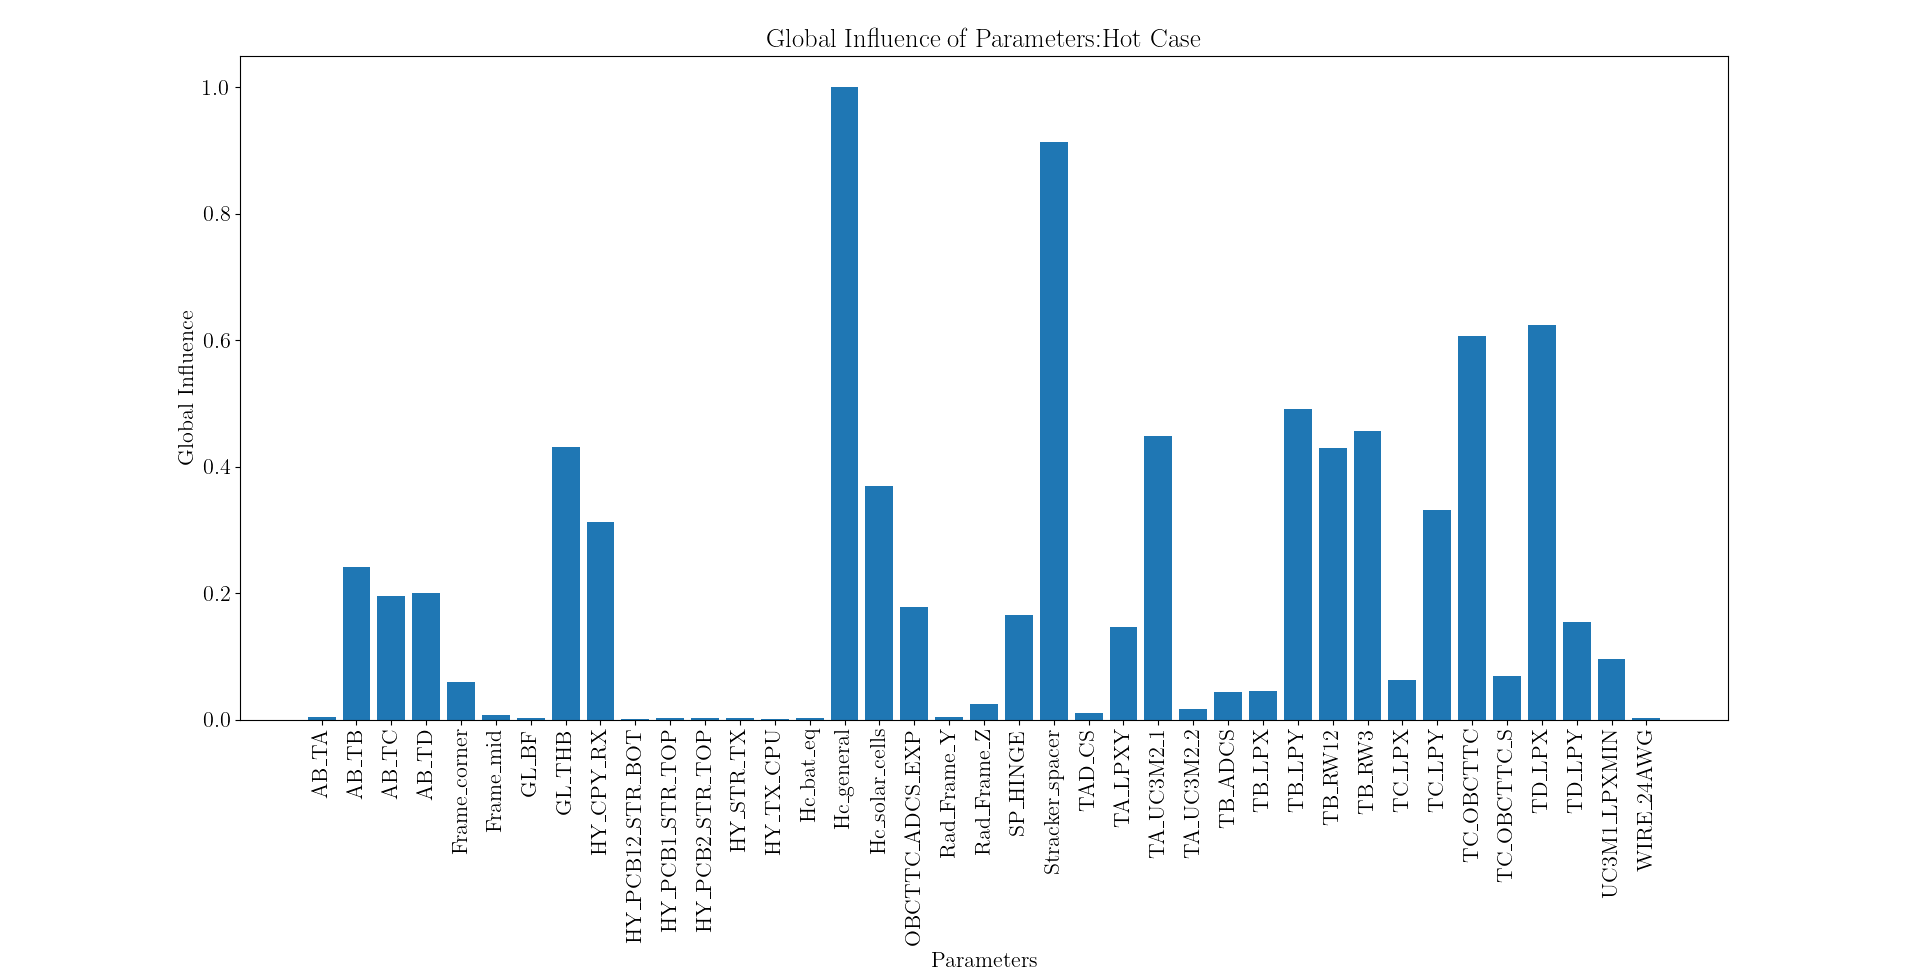 Global Influence of Parameters:Hot Case
Global Influence
1.0
0.8
0.6
0.4
0.2
0.0
AB_TA
AB_TB
AB_TC
AB_TD
Frame_corner
Frame_mid
GL_BF
GL_THB
HY_CPY_RX
HY_PCB12_STR_BOT
HY_PCB1_STR_TOP
HY_PCB2_STR_TOP
HY_STR_TX
HY_TX_CPU
Hc_bat_eq
Hc_general
Hc_solar_cells
OBCTTC_ADCS_EXP
Rad_Frame_Y
Rad_Frame_Z
SP_HINGE
Stracker_spacer
TAD_CS
TA_LPXY
TA_UC3M2_1
TA_UC3M2_2
TB_ADCS
TB_LPX
TB_LPY
TB_RW12
TB_RW3
TC_LPX
TC_LPY
TC_OBCTTC
TC_OBCTTC_S
TD_LPX
TD_LPY
UC3M1_LPXMIN
WIRE_24AWG
Parameters